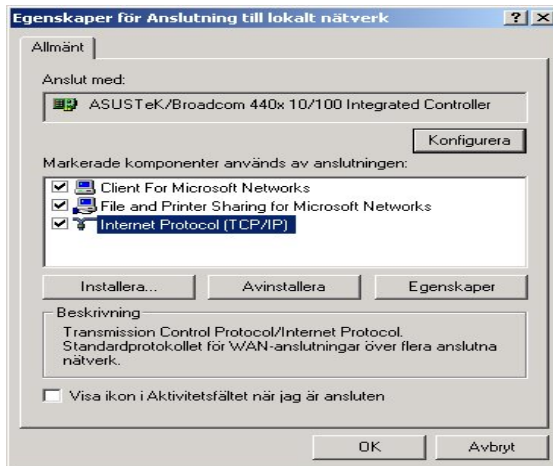 Egenskaper för Anslutning till lokalt nätverk
Allmänt
Anslut med:
ASUSTeK/Broadcom 440x 10/100 Integrated Controller
Konfigurera
Markerade komponenter används av anslutningen:
Client For Microsoft Networks
File and Printer Sharing for Microsoft Networks
Internet Protocol (TCP/IP)
Installera...
Avinstallera
Egenskaper
Beskrivning
Transmission Control Protocol/Internet Protocol.
Standardprotokollet för WAN-anslutningar över flera anslutna
nätverk.
Visa ikon i Aktivitetsfältet när jag är ansluten
OK
Avbryt